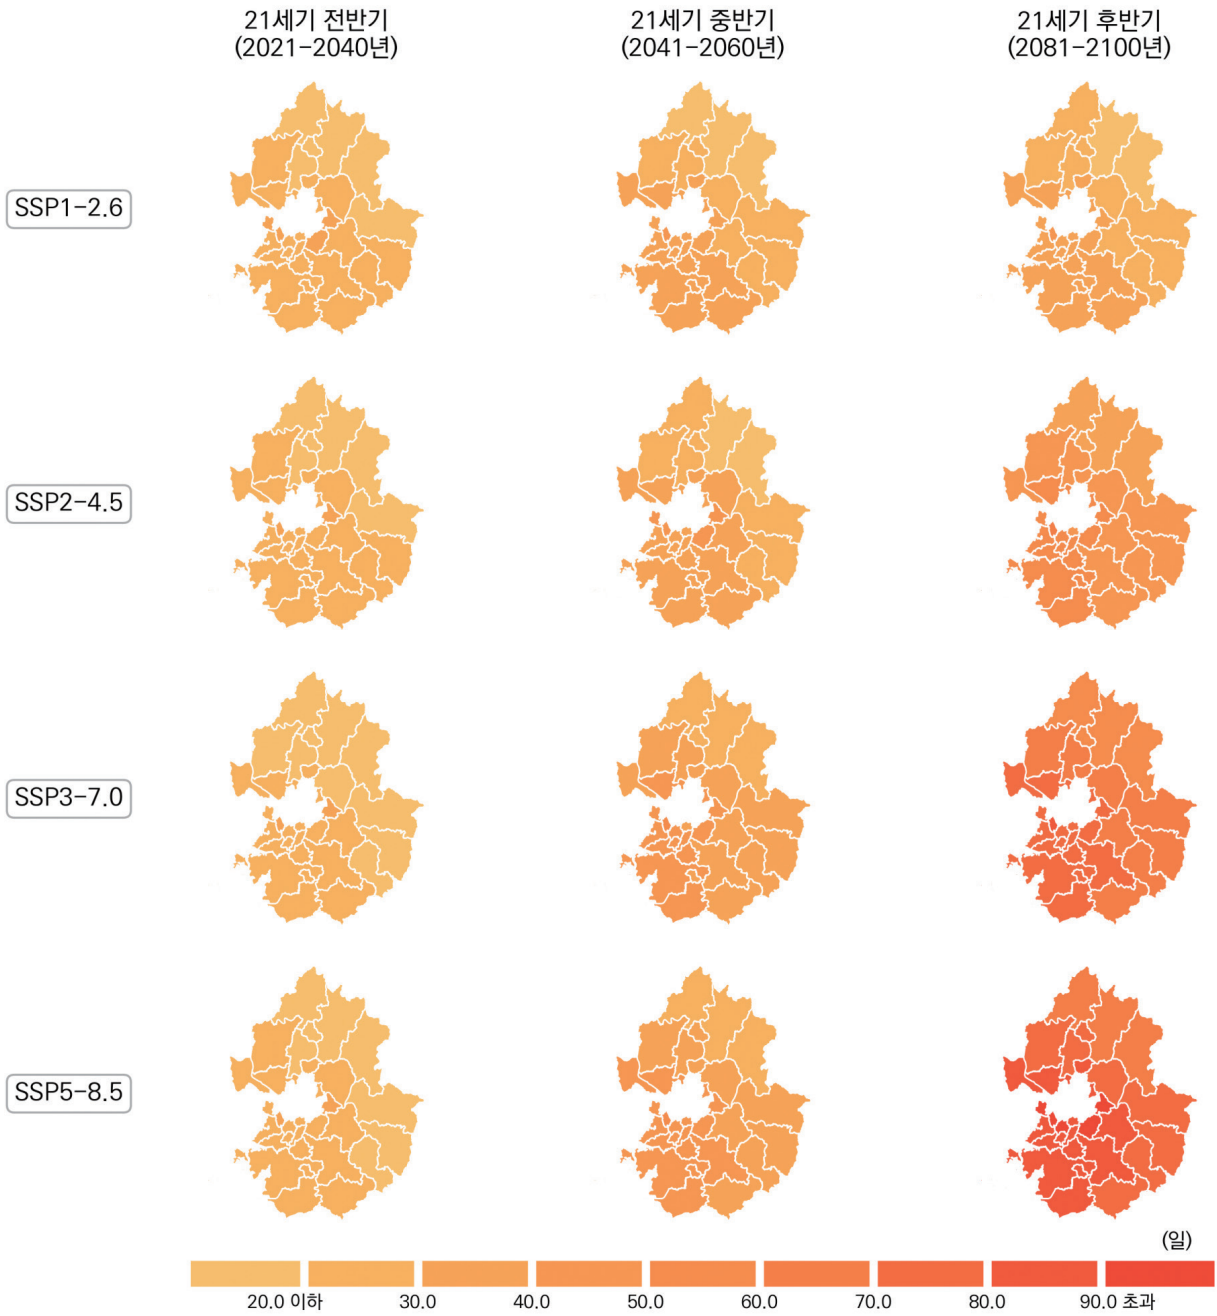 21세기 전반기
(2021-2040년)
21세기 중반기
(2041-2060년)
21세기 후반기
(2081-2100년)
SSP1-2.6
SSP2-4.5
SSP3-7.0
SSP5-8.5
(일)
20.0 이하 30.0 40.0 50.0 60.0 70.0 80.0 90.0 초과